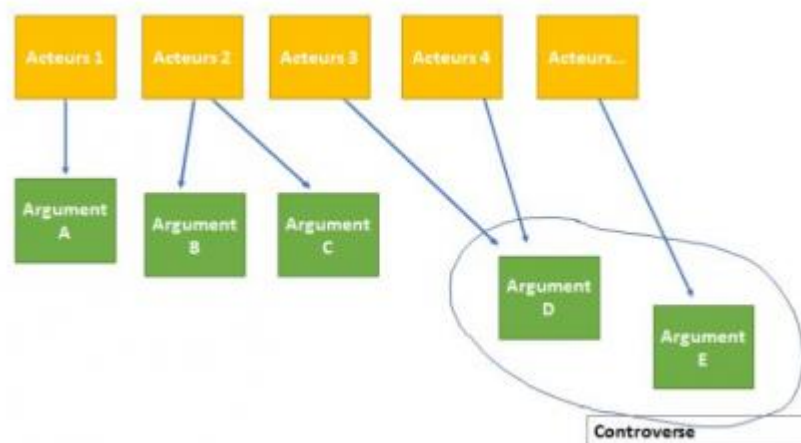 Acteurs 1
Acteurs 2
Acteurs 3
Acteurs 4
Acteurs...
Argument
A
Argument
B
Argument
C
Argument
D
Argument
E
Controverse